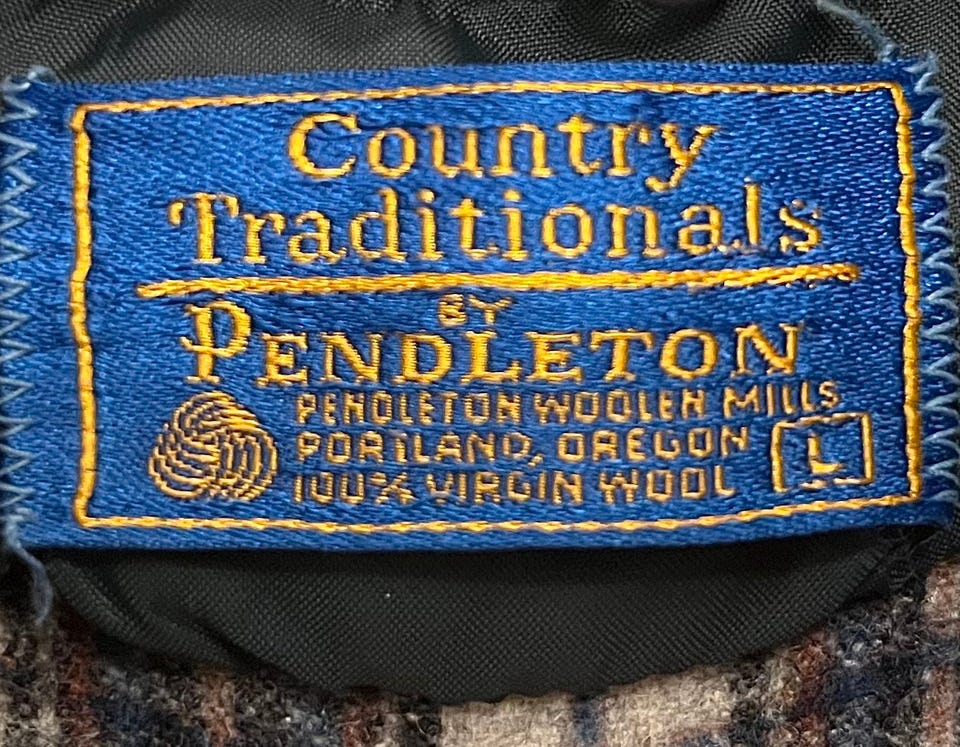 Country
Traditionals
BY
PENDLETON
PENDLETON WOOLEN MILLS
PORTLAND, OREGON
100% VIRGIN WOOL
L